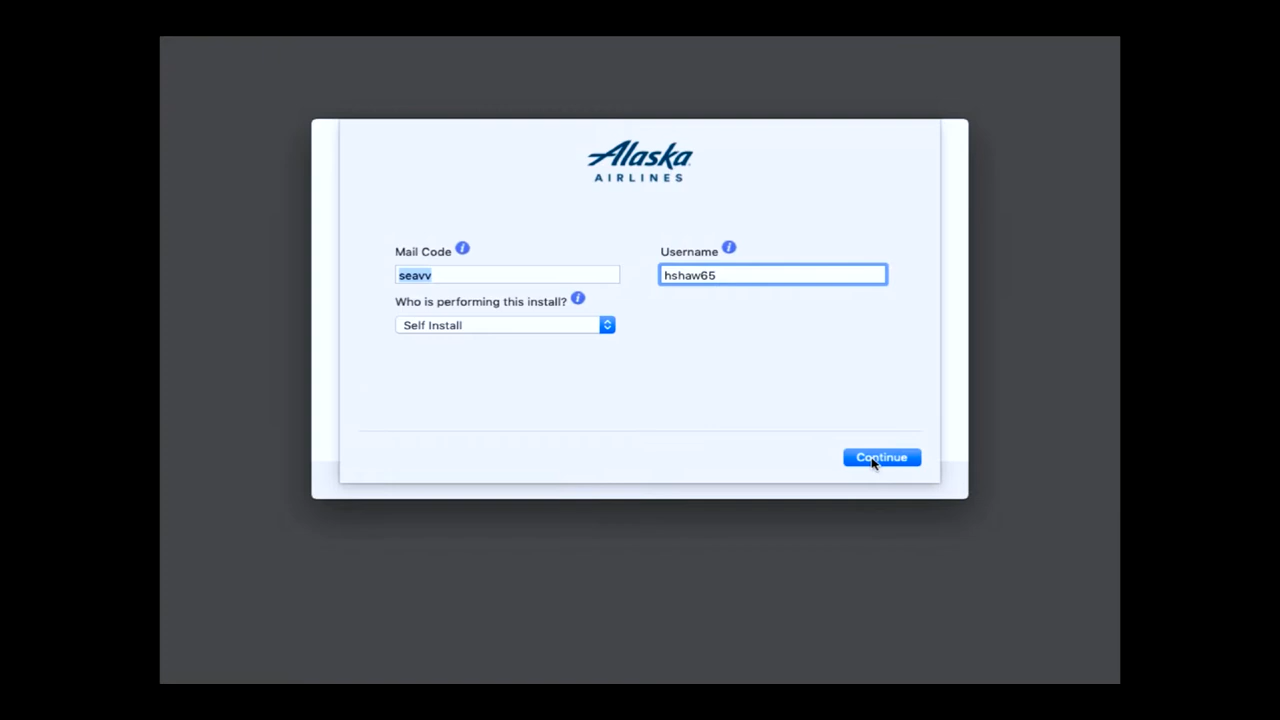 Alaska
AIRLINES
Mail Code
Username
seavv
hshaw65
Who is performing this install?
Self Install
Continue